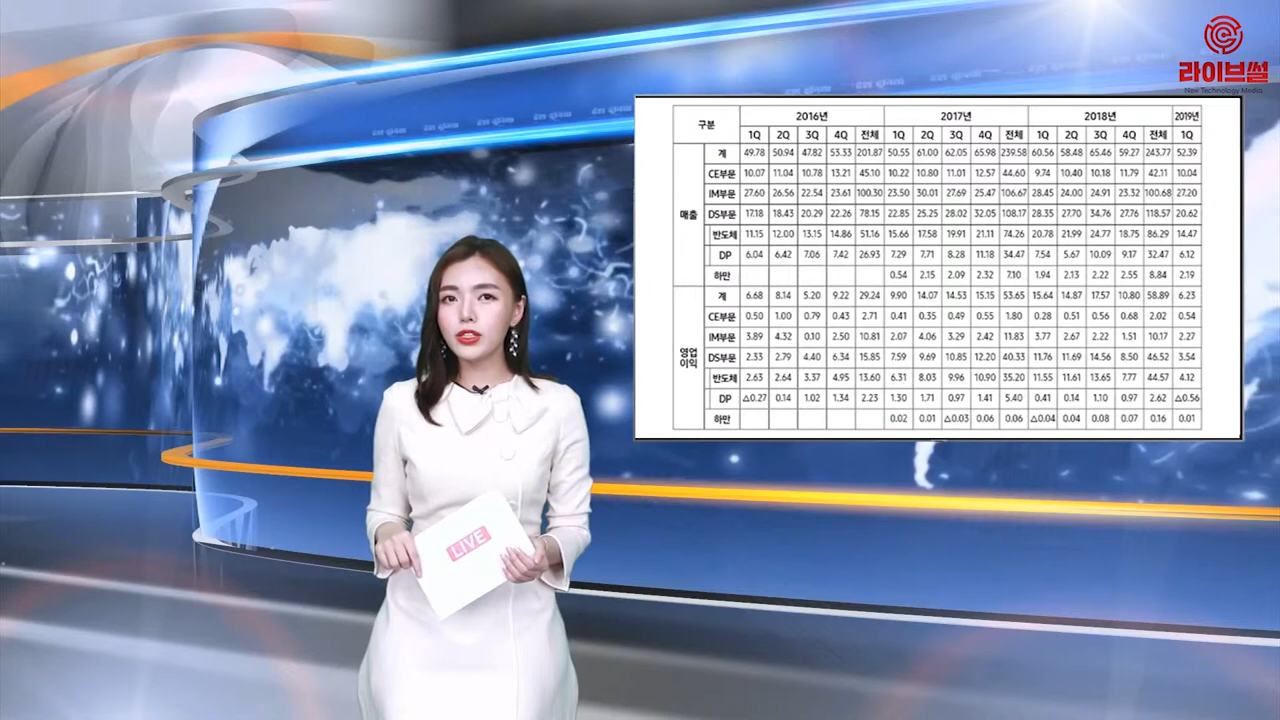 라이브썰
New Technology Media
구분 2016년 2017년 2018년 2019년
1Q 2Q 3Q 4Q 전체 1Q 2Q 3Q 4Q 전체 1Q 2Q 3Q 4Q 전체 1Q
매출
계 49.78 50.94 47.82 53.33 201.87 50.55 61.00 62.05 65.98 239.58 60.56 58.48 65.46 59.27 243.77 52.39
CE부문 10.07 11.04 10.78 13.21 45.10 10.22 10.80 11.01 12.57 44.60 9.74 10.40 10.18 11.79 42.11 10.04
IM부문 27.60 26.56 22.54 23.61 100.30 23.50 30.01 27.69 25.47 106.67 28.45 24.00 24.91 23.32 100.68 27.20
DS부문 17.18 18.43 20.29 22.26 78.15 22.85 25.25 28.02 32.05 108.17 28.35 27.70 34.76 27.76 118.57 20.62
반도체 11.15 12.00 13.15 14.86 51.16 15.66 17.58 19.91 21.11 74.26 20.78 21.99 24.77 18.75 86.29 14.47
DP 6.04 6.42 7.06 7.42 26.93 7.29 7.71 8.28 11.18 34.47 7.54 5.67 10.09 9.17 32.47 6.12
하만 0.54 2.15 2.09 2.32 7.10 1.94 2.13 2.22 2.55 8.84 2.19
영업
이익
계 6.68 8.14 5.20 9.22 29.24 9.90 14.07 14.53 15.15 53.65 15.64 14.87 17.57 10.80 58.89 6.23
CE부문 0.50 1.00 0.79 0.43 2.71 0.41 0.35 0.49 0.55 1.80 0.28 0.51 0.56 0.68 2.02 0.54
IM부문 3.89 4.32 0.10 2.50 10.81 2.07 4.06 3.29 2.42 11.83 3.77 2.67 2.22 1.51 10.17 2.27
DS부문 2.33 2.79 4.40 6.34 15.85 7.59 9.69 10.85 12.20 40.33 11.76 11.69 14.56 8.50 46.52 3.54
반도체 2.63 2.64 3.37 4.95 13.60 6.31 8.03 9.96 10.90 35.20 11.55 11.61 13.65 7.77 44.57 4.12
DP △0.27 0.14 1.02 1.34 2.23 1.30 1.71 0.97 1.41 5.40 0.41 0.14 1.10 0.97 2.62 △0.56
하만 0.02 0.01 △0.03 0.06 0.06 △0.04 0.04 0.08 0.07 0.16 0.01
LIVE